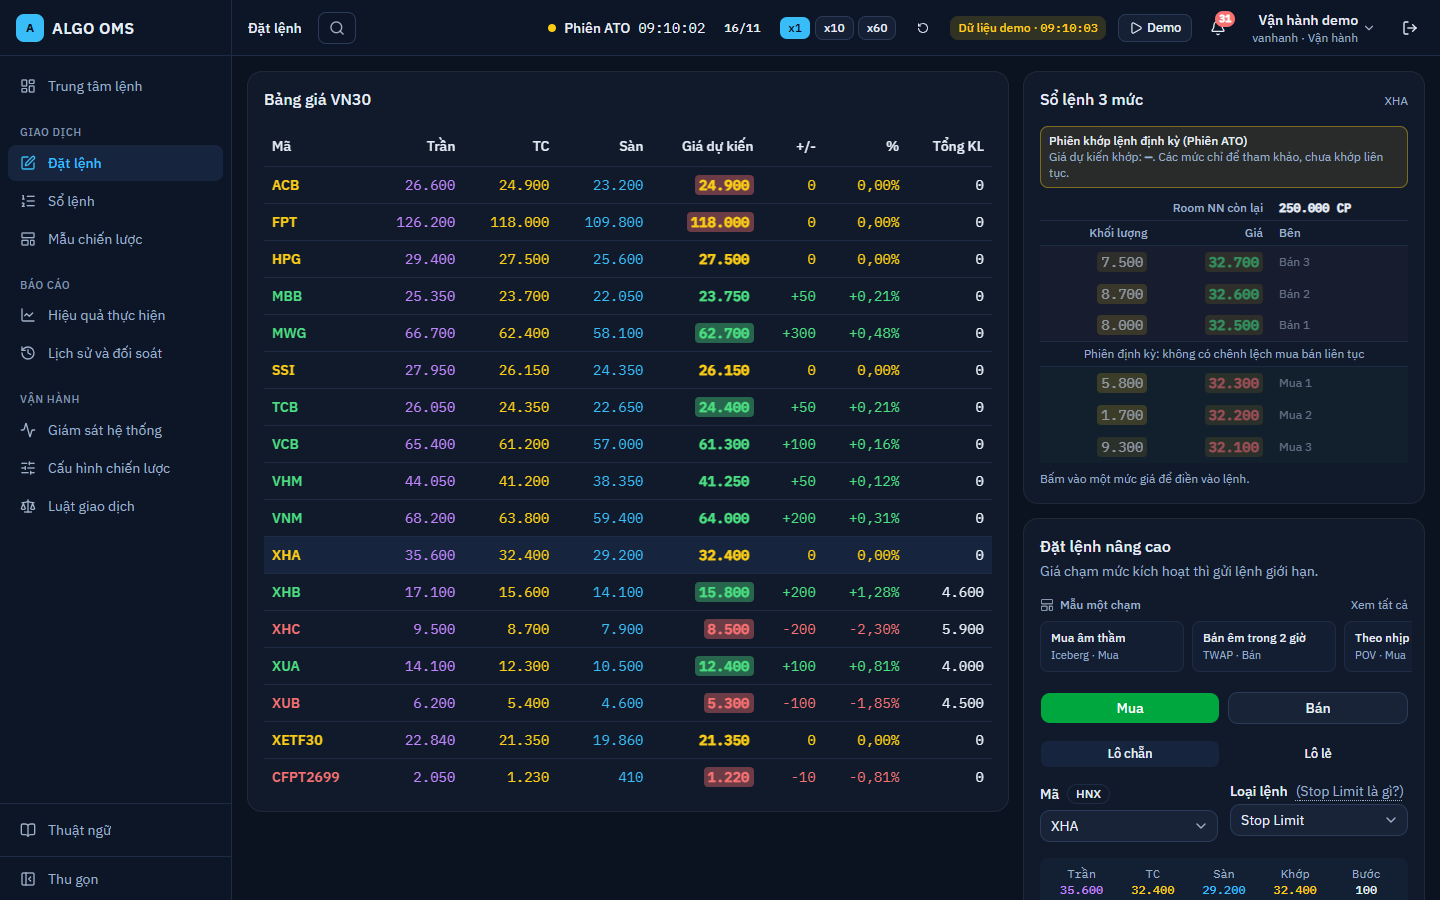 A ALGO OMS
Đặt lệnh
Phiên ATO 09:10:02 16/11 x1 x10 x60
Dữ liệu demo · 09:10:03
Demo
31
Vận hành demo
vanhanh · Vận hành
Trung tâm lệnh
GIAO DỊCH
Đặt lệnh
Sổ lệnh
Mẫu chiến lược
BÁO CÁO
Hiệu quả thực hiện
Lịch sử và đối soát
VẬN HÀNH
Giám sát hệ thống
Cấu hình chiến lược
Luật giao dịch
Thuật ngữ
Thu gọn
Bảng giá VN30
Mã Trần TC Sàn Giá dự kiến +/- % Tổng KL
ACB 26.600 24.900 23.200 24.900 0 0,00% 0
FPT 126.200 118.000 109.800 118.000 0 0,00% 0
HPG 29.400 27.500 25.600 27.500 0 0,00% 0
MBB 25.350 23.700 22.050 23.750 +50 +0,21% 0
MWG 66.700 62.400 58.100 62.700 +300 +0,48% 0
SSI 27.950 26.150 24.350 26.150 0 0,00% 0
TCB 26.050 24.350 22.650 24.400 +50 +0,21% 0
VCB 65.400 61.200 57.000 61.300 +100 +0,16% 0
VHM 44.050 41.200 38.350 41.250 +50 +0,12% 0
VNM 68.200 63.800 59.400 64.000 +200 +0,31% 0
XHA 35.600 32.400 29.200 32.400 0 0,00% 0
XHB 17.100 15.600 14.100 15.800 +200 +1,28% 4.600
XHC 9.500 8.700 7.900 8.500 -200 -2,30% 5.900
XUA 14.100 12.300 10.500 12.400 +100 +0,81% 4.000
XUB 6.200 5.400 4.600 5.300 -100 -1,85% 4.500
XETF30 22.840 21.350 19.860 21.350 0 0,00% 0
CFPT2699 2.050 1.230 410 1.220 -10 -0,81% 0
Sổ lệnh 3 mức XHA
Phiên khớp lệnh định kỳ (Phiên ATO)
Giá dự kiến khớp: —. Các mức chỉ để tham khảo, chưa khớp liên
tục.
Room NN còn lại 250.000 CP
Khối lượng Giá Bên
7.500 32.700 Bán 3
8.700 32.600 Bán 2
8.000 32.500 Bán 1
Phiên định kỳ: không có chênh lệch mua bán liên tục
5.800 32.300 Mua 1
1.700 32.200 Mua 2
9.300 32.100 Mua 3
Bấm vào một mức giá để điền vào lệnh.
Đặt lệnh nâng cao
Giá chạm mức kích hoạt thì gửi lệnh giới hạn.
Mẫu một chạm Xem tất cả
Mua âm thầm
Iceberg · Mua
Bán êm trong 2 giờ
TWAP · Bán
Theo nhịp
POV · Mua
Mua Bán
Lô chẵn Lô lẻ
Mã HNX
XHA
Loại lệnh (Stop Limit là gì?)
Stop Limit
Trần TC Sàn Khớp Bước
35.600 32.400 29.200 32.400 100